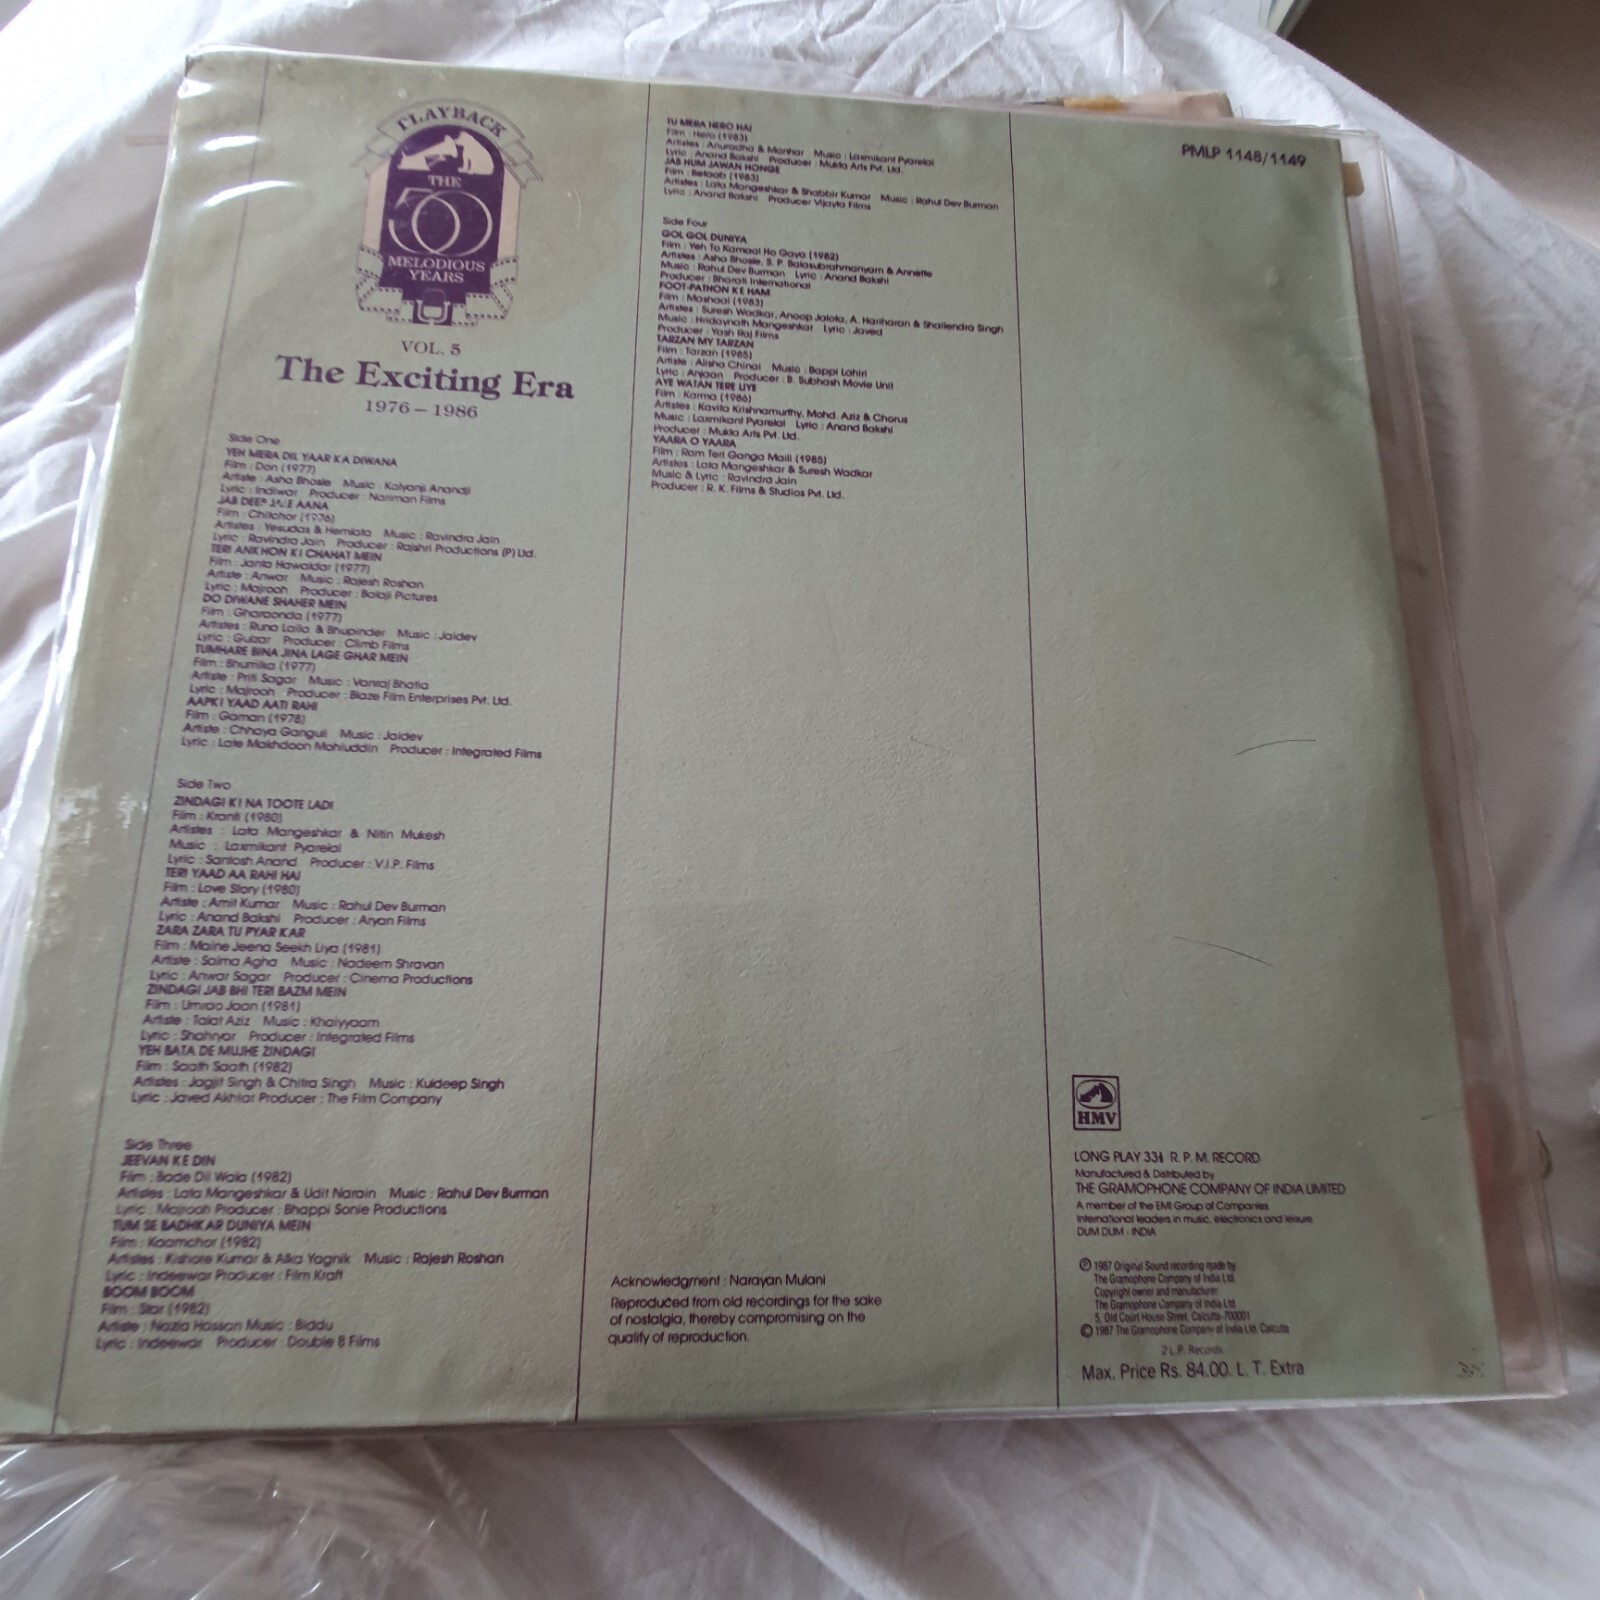 PLAYBACK
THE
50
MELODIOUS
YEARS
VOL. 5
The Exciting Era
1976 – 1986
Side One
YEH MERA DIL YAAR KA DIWANA
Film : Don (1977)
Artiste : Asha Bhosle Music : Kalyanji Anandji
Lyric : Indiwar Producer : Nariman Films
JAB DEEP JALE AANA
Film : Chitchor (1976)
Artistes : Yesudas & Hemlata Music : Ravindra Jain
Lyric : Ravindra Jain Producer : Rajshri Productions (P) Ltd.
TERI ANKHON KI CHAHAT MEIN
Film : Janta Hawaldar (1977)
Artiste : Anwar Music : Rajesh Roshan
Lyric : Majrooh Producer : Balaji Pictures
DO DIWANE SHAHER MEIN
Film : Gharaonda (1977)
Artistes : Runa Laila & Bhupinder Music : Jaidev
Lyric : Gulzar Producer : Climb Films
TUMHARE BINA JINA LAGE GHAR MEIN
Film : Bhumika (1977)
Artiste : Priti Sagar Music : Vanraj Bhatia
Lyric : Majrooh Producer : Blaze Film Enterprises Pvt. Ltd.
AAPKI YAAD AATI RAHI
Film : Gaman (1978)
Artiste : Chhaya Ganguli Music : Jaidev
Lyric : Late Makhdoon Mohiuddin Producer : Integrated Films
Side Two
ZINDAGI KI NA TOOTE LADI
Film : Kranti (1980)
Artistes : Lata Mangeshkar & Nitin Mukesh
Music : Laxmikant Pyarelal
Lyric : Santosh Anand Producer : V.I.P. Films
TERI YAAD AA RAHI HAI
Film : Love Story (1980)
Artiste : Amit Kumar Music : Rahul Dev Burman
Lyric : Anand Bakshi Producer : Aryan Films
ZARA ZARA TU PYAR KAR
Film : Maine Jeena Seekh Liya (1981)
Artiste : Salma Agha Music : Nadeem Shravan
Lyric : Anwar Sagar Producer : Cinema Productions
ZINDAGI JAB BHI TERI BAZM MEIN
Film : Umrao Jaan (1981)
Artiste : Talat Aziz Music : Khaiyyaam
Lyric : Shahryar Producer : Integrated Films
YEH BATA DE MUJHE ZINDAGI
Film : Saath Saath (1982)
Artistes : Jagjit Singh & Chitra Singh Music : Kuldeep Singh
Lyric : Javed Akhtar Producer : The Film Company
Side Three
JEEVAN KE DIN
Film : Bade Dil Wala (1982)
Artistes : Lata Mangeshkar & Udit Narain Music : Rahul Dev Burman
Lyric : Majrooh Producer : Bhappi Sonie Productions
TUM SE BADHKAR DUNIYA MEIN
Film : Kaamchor (1982)
Artistes : Kishore Kumar & Alka Yagnik Music : Rajesh Roshan
Lyric : Indeewar Producer : Film Kraft
BOOM BOOM
Film : Star (1982)
Artiste : Nazia Hassan Music : Biddu
Lyric : Indeewar Producer : Double B Films
TU MERA HERO HAI
Film : Hero (1983)
Artistes : Anuradha & Manhar Music : Laxmikant Pyarelal
Lyric : Anand Bakshi Producer : Mukta Arts Pvt. Ltd.
JAB HUM JAWAN HONGE
Film : Betaab (1983)
Artistes : Lata Mangeshkar & Shabbir Kumar Music : Rahul Dev Burman
Lyric : Anand Bakshi Producer Vijayta Films
Side Four
GOL GOL DUNIYA
Film : Yeh To Kamaal Ho Gaya (1982)
Artistes : Asha Bhosle, S. P. Balasubrahmanyam & Annette
Music : Rahul Dev Burman Lyric : Anand Bakshi
Producer : Bharati International
FOOT-PATHON KE HAM
Film : Mashaal (1983)
Artistes : Suresh Wadkar, Anoop Jalota, A. Hariharan & Shailendra Singh
Music : Hridaynath Mangeshkar Lyric : Javed
Producer : Yash Raj Films
TARZAN MY TARZAN
Film : Tarzan (1985)
Artiste : Alisha Chinai Music : Bappi Lahiri
Lyric : Anjaan Producer : B. Subhash Movie Unit
AYE WATAN TERE LIYE
Film : Karma (1986)
Artistes : Kavita Krishnamurthy, Mohd. Aziz & Chorus
Music : Laxmikant Pyarelal Lyric : Anand Bakshi
Producer : Mukta Arts Pvt. Ltd.
YAARA O YAARA
Film : Ram Teri Ganga Maili (1985)
Artistes : Lata Mangeshkar & Suresh Wadkar
Music & Lyric : Ravindra Jain
Producer : R. K. Films & Studios Pvt. Ltd.
Acknowledgment : Narayan Mulani
Reproduced from old recordings for the sake
of nostalgia, thereby compromising on the
quality of reproduction.
PMLP 1148/1149
HMV
LONG PLAY 33⅓ R. P. M. RECORD
Manufactured & Distributed by
THE GRAMOPHONE COMPANY OF INDIA LIMITED
A member of the EMI Group of Companies
International leaders in music, electronics and leisure
DUM DUM - INDIA
℗ 1987 Original Sound recording made by
The Gramophone Company of India Ltd.
Copyright owner and manufacturer:
The Gramophone Company of India Ltd.
5, Old Court House Street, Calcutta-700001
© 1987 The Gramophone Company of India Ltd. Calcutta
2 L.P. Records
Max. Price Rs. 84.00. L. T. Extra